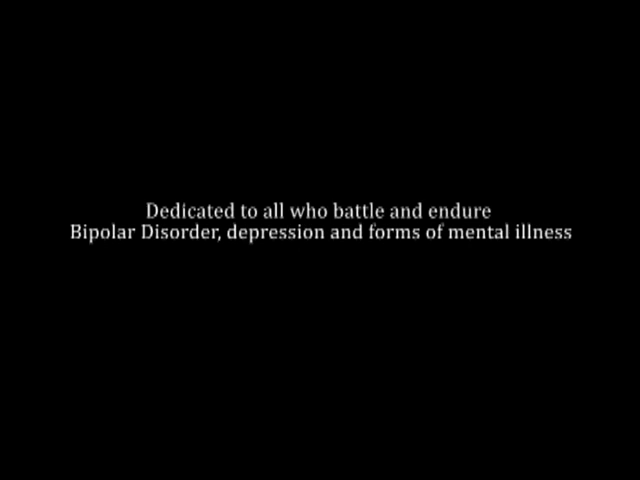 Dedicated to all who battle and endure
Bipolar Disorder, depression and forms of mental illness